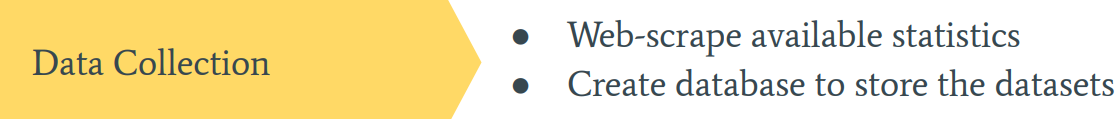 Data Collection
● Web-scrape available statistics
● Create database to store the datasets